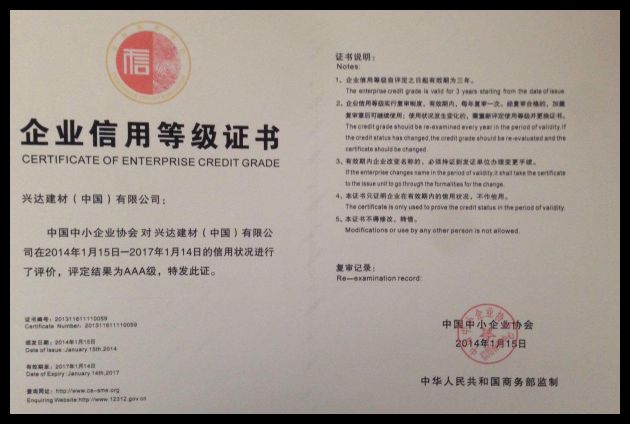 信
企业信用等级证书
CERTIFICATE OF ENTERPRISE CREDIT GRADE
兴达建材（中国）有限公司：
中国中小企业协会 对 兴达建材（中国）有限公
司在2014年1月15日—2017年1月14日的信用状况进行
了评价，评定结果为AAA级，特发此证。
证书编号：201311611110059
Certificate Number：201311611110059
颁发日期：2014年1月15日
Date of Issue:January 15th,2014
有效期至：2017年1月14日
Date of Expiry :January 14th,2017
查询网址：http://www.ca-sme.org
Enquiring Website:http://www.12312.gov.cn
证书说明：
Notes:
1、企业信用等级自评定之日起有效期为三年。
The enterprise credit grade is valid for 3 years starting from the date of issue.
2、企业信用等级实行复审制度，有效期内，每年复审一次，经复审合格的，加盖
复审章后可继续使用；使用状况发生变化的，需重新评定信用等级并更换证书。
The credit grade should be re-examined every year in the period of validity.If
the credit status has changed,the credit grade should be re-evaluated and the
certificate should be changed.
3、有效期内企业改变名称的，必须持证到发证单位办理变更手续。
If the enterprise changes name in the period of validity,it shall take the certificate
to the issue unit to go through the formalities for the change.
4、本证书只证明企业在有效期内的信用状况，不作他用。
The certificate is only used to prove the credit status in the period of validity.
5、本证书不得修改、转借。
Modifications or use by any other person is not allowed.
复审记录：
Re—examination record:
中国中小企业协会
2014年1月15日
中华人民共和国商务部监制